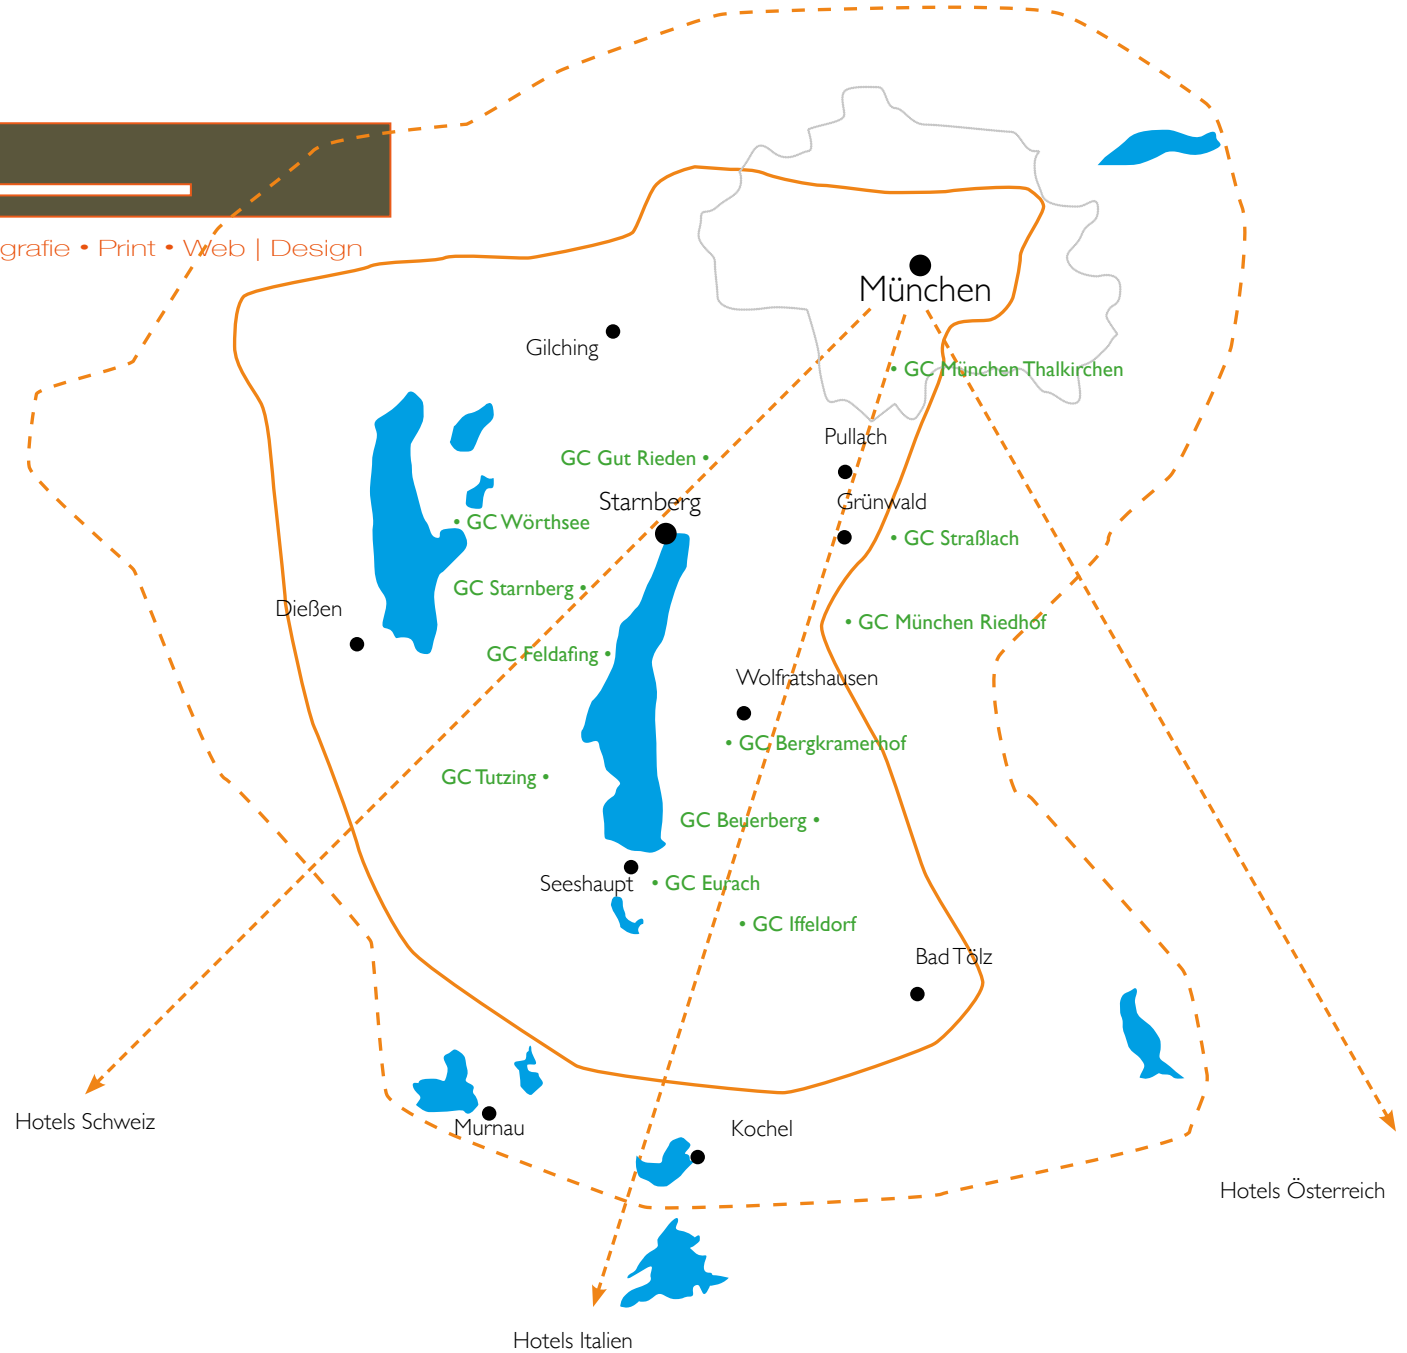 grafie • Print • Web | Design
München
Gilching
• GC München Thalkirchen
Pullach
GC Gut Rieden •
Starnberg
Grünwald
• GC Wörthsee
• GC Straßlach
GC Starnberg •
Dießen
• GC München Riedhof
GC Feldafing •
Wolfratshausen
• GC Bergkramerhof
GC Tutzing •
GC Beuerberg •
Seeshaupt
• GC Eurach
• GC Iffeldorf
Bad Tölz
Hotels Schweiz
Murnau
Kochel
Hotels Österreich
Hotels Italien